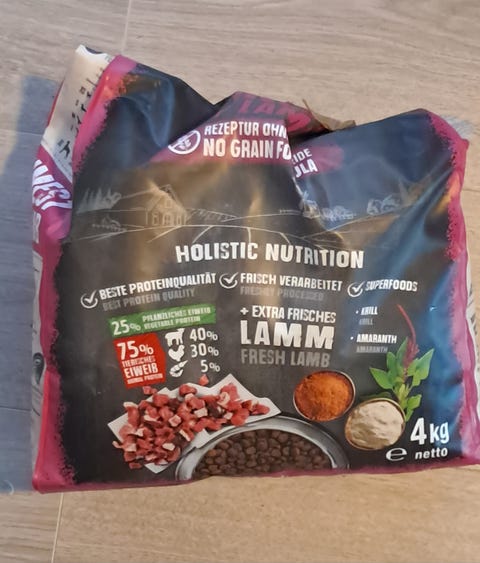 REZEPTUR OHN
NO GRAIN FO
HOLISTIC NUTRITION
BESTE PROTEINQUALITÄT
BEST PROTEIN QUALITY
FRISCH VERARBEITET
FRESHLY PROCESSED
SUPERFOODS
25% PFLANZLICHES EIWEIß
VEGETABLE PROTEIN
75%
TIERISCHES
EIWEIß
ANIMAL PROTEIN
40%
30%
5%
+ EXTRA FRISCHES
LAMM
FRESH LAMB
• KRILL
KRILL
• AMARANTH
AMARANTH
4kg
e netto